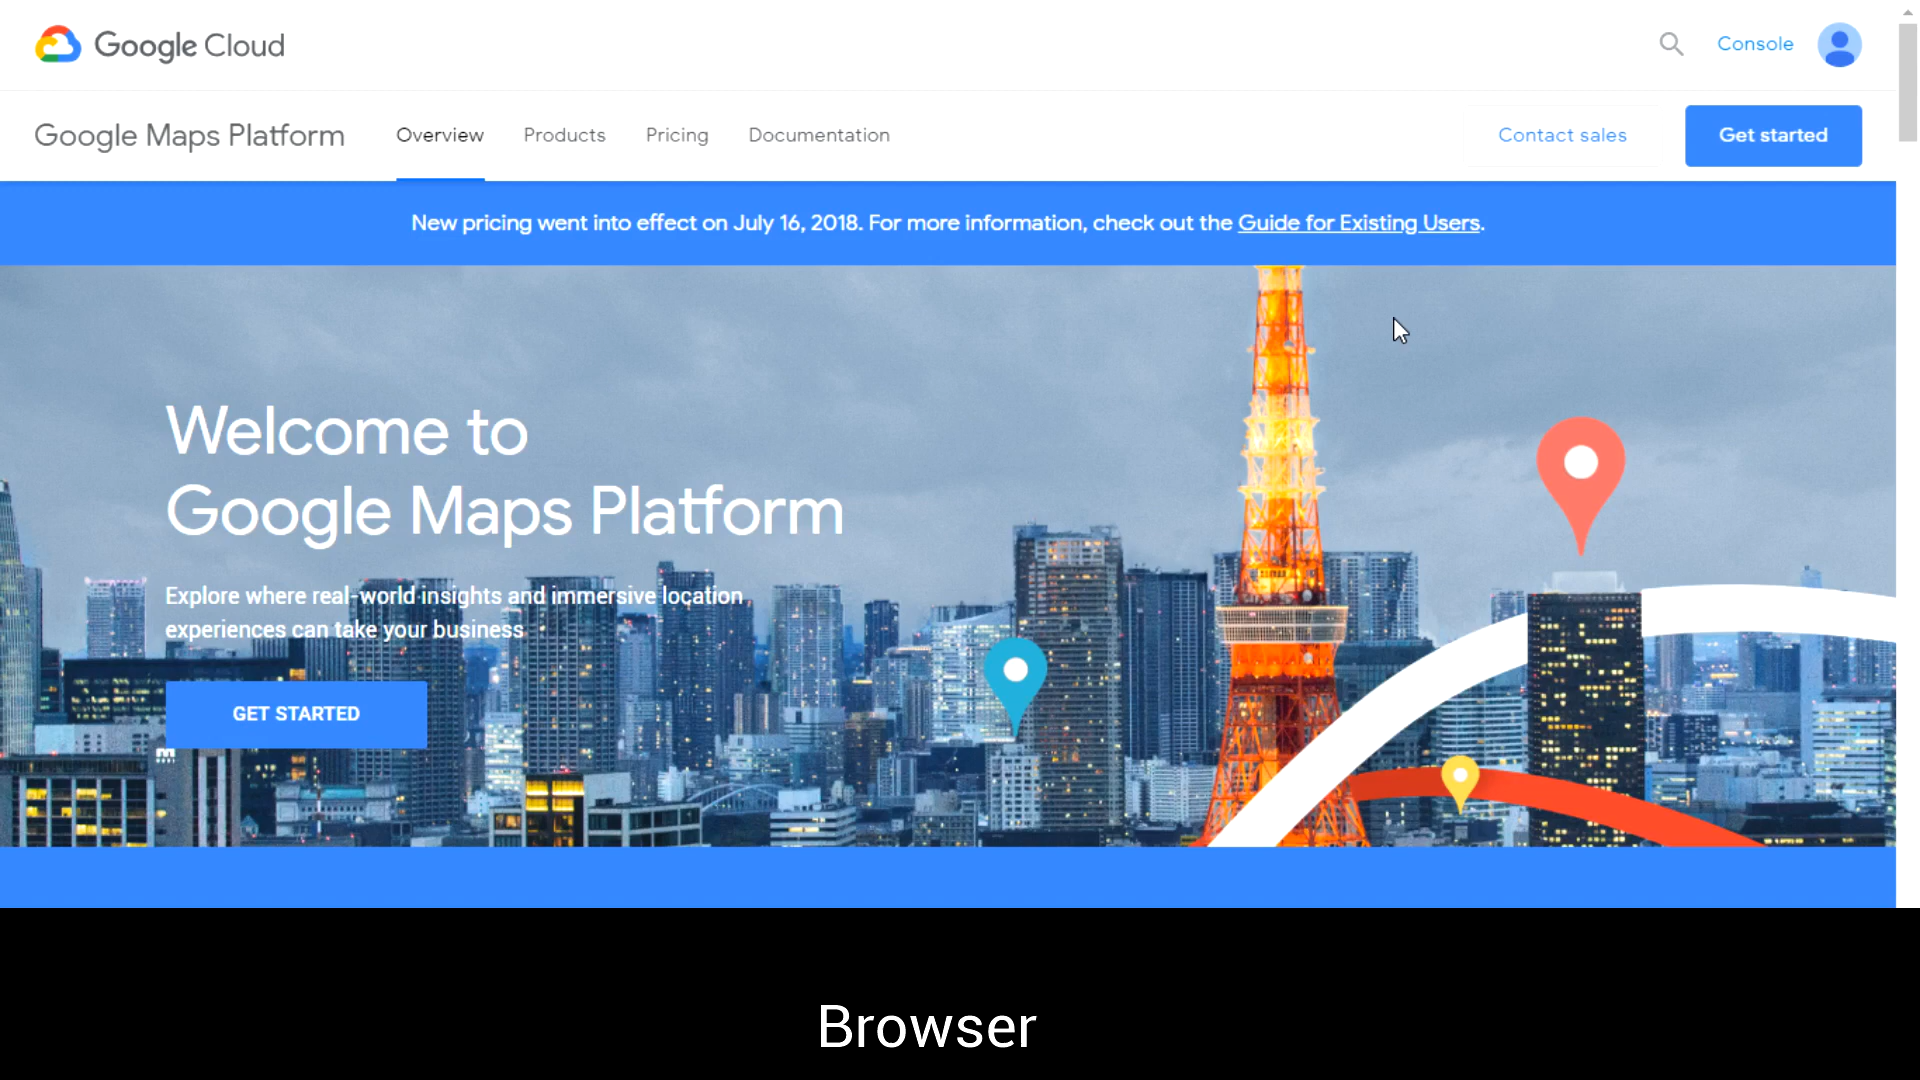 Google Cloud
Console
Google Maps Platform
Overview
Products
Pricing
Documentation
Contact sales
Get started
New pricing went into effect on July 16, 2018. For more information, check out the Guide for Existing Users.
Welcome to
Google Maps Platform
Explore where real-world insights and immersive location
experiences can take your business
GET STARTED
Browser